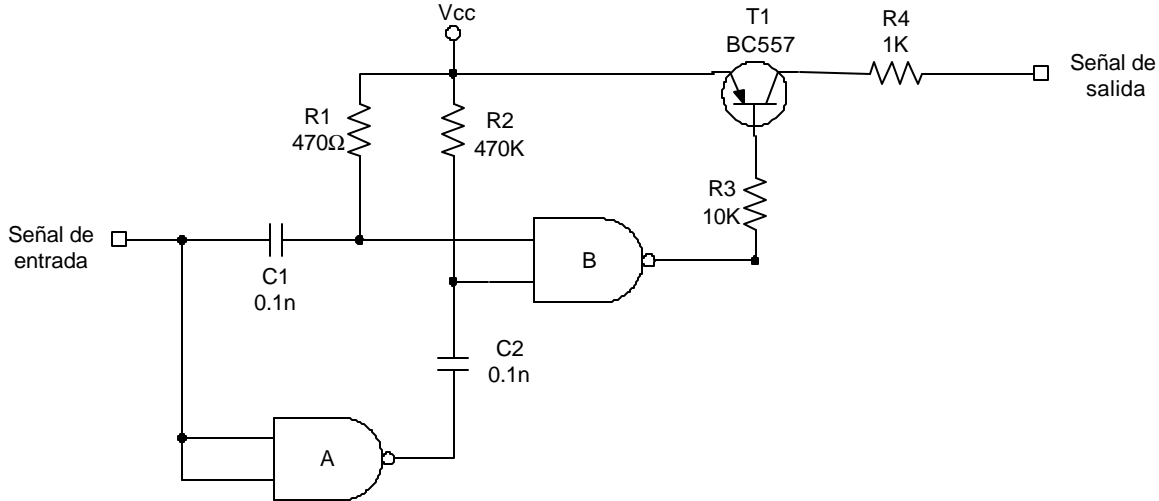 Vcc
T1
BC557
R4
1K
Señal de
salida
R1
470Ω
R2
470K
R3
10K
Señal de
entrada
C1
0.1n
B
C2
0.1n
A